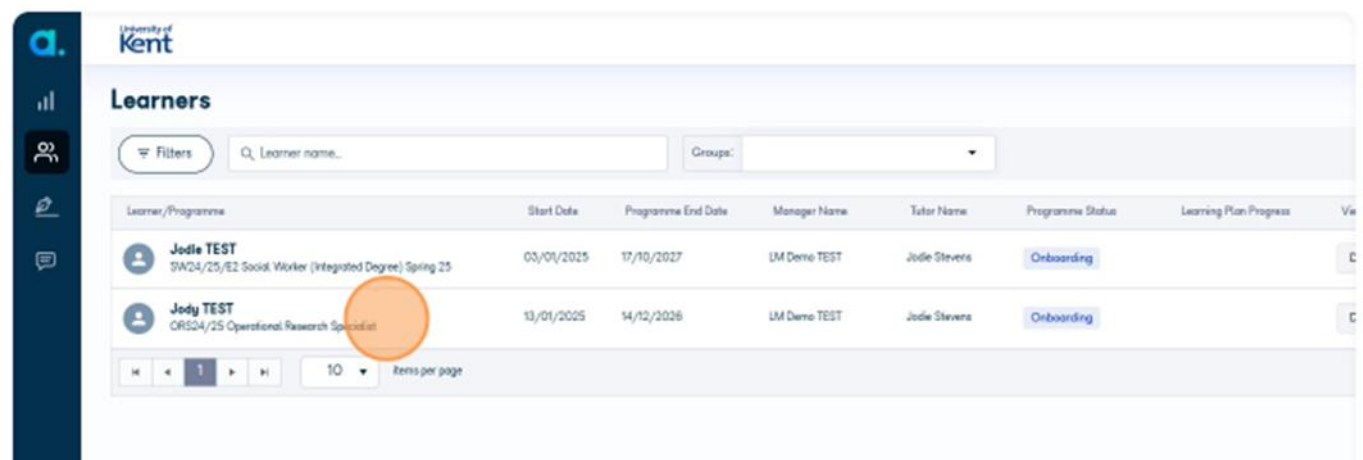 a.
University of
Kent
Learners
Filters
Learner name...
Groups:
Learner/Programme Start Date Programme End Date Manager Name Tutor Name Programme Status Learning Plan Progress
Jodie TEST
SW24/25/E2 Social Worker (Integrated Degree) Spring 25
03/01/2025 17/10/2027 LM Demo TEST Jodie Stevens Onboarding
Jody TEST
ORS24/25 Operational Research Specialist
13/01/2025 14/12/2026 LM Demo TEST Jodie Stevens Onboarding
1 10 items per page